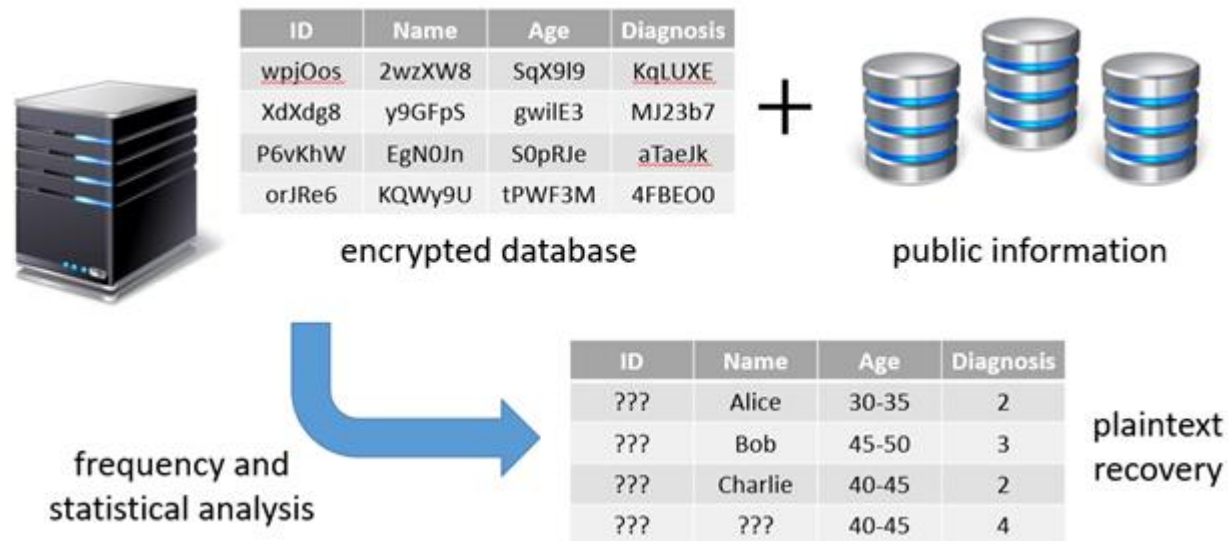 ID Name Age Diagnosis
wpjOos 2wzXW8 SqX9l9 KqLUXE
XdXdg8 y9GFpS gwilE3 MJ23b7
P6vKhW EgN0Jn S0pRJe aTaeJk
orJRe6 KQWy9U tPWF3M 4FBEO0
+
encrypted database
public information
ID Name Age Diagnosis
??? Alice 30-35 2
??? Bob 45-50 3
??? Charlie 40-45 2
??? ??? 40-45 4
plaintext
recovery
frequency and
statistical analysis